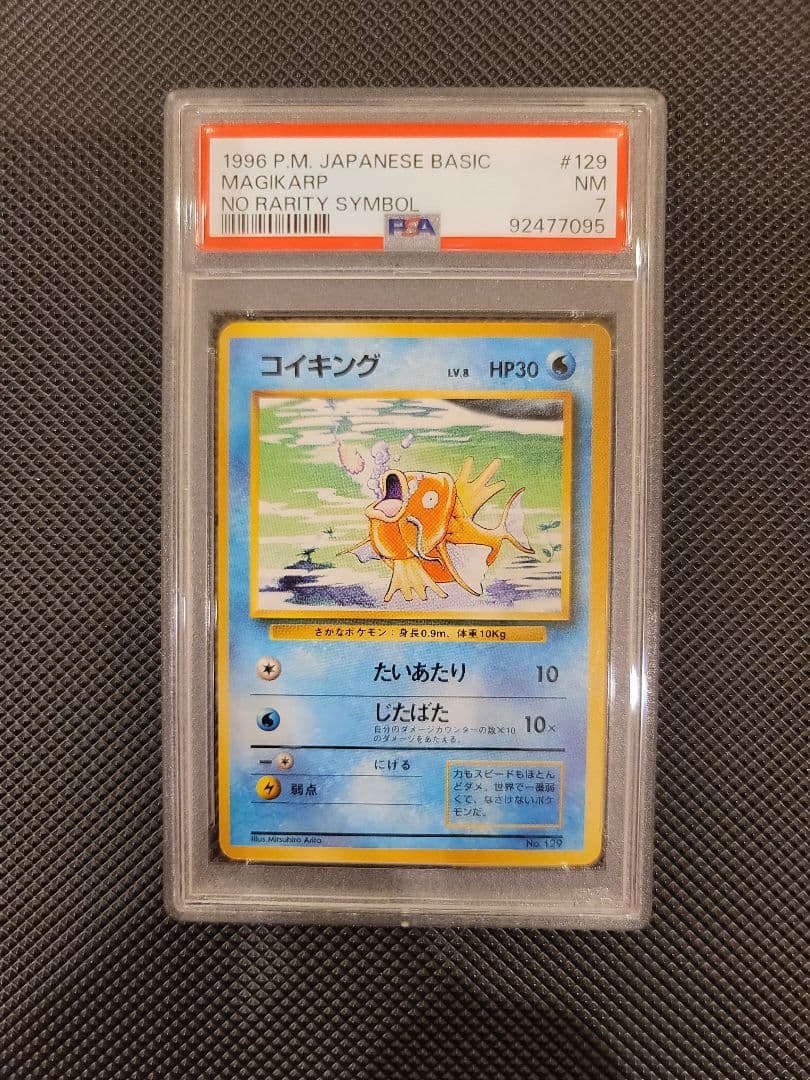 1996 P.M. JAPANESE BASIC #129
MAGIKARP NM
NO RARITY SYMBOL 7
PSA 92477095
コイキング LV.8 HP30
さかなポケモン:身長0.9m、体重10Kg
たいあたり 10
じたばた 10×
自分のダメージカウンターの数×10
のダメージをあたえる。
にげる
弱点
力もスピードもほとん
どダメ。世界で一番弱
くて、なさけないポケ
モンだ。
Illus.Mitsuhiro Arita No. 129